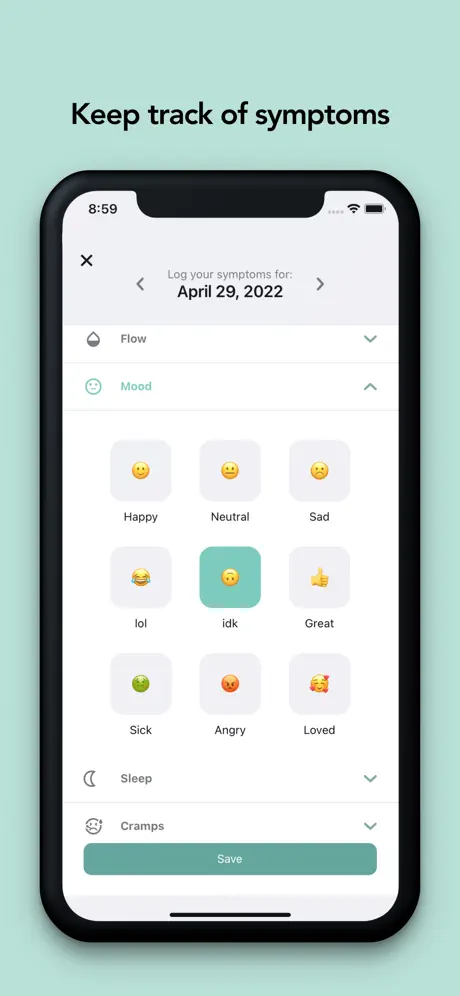 Keep track of symptoms
8:59
Log your symptoms for:
April 29, 2022
Flow
Mood
Happy
Neutral
Sad
lol
idk
Great
Sick
Angry
Loved
Sleep
Cramps
Save